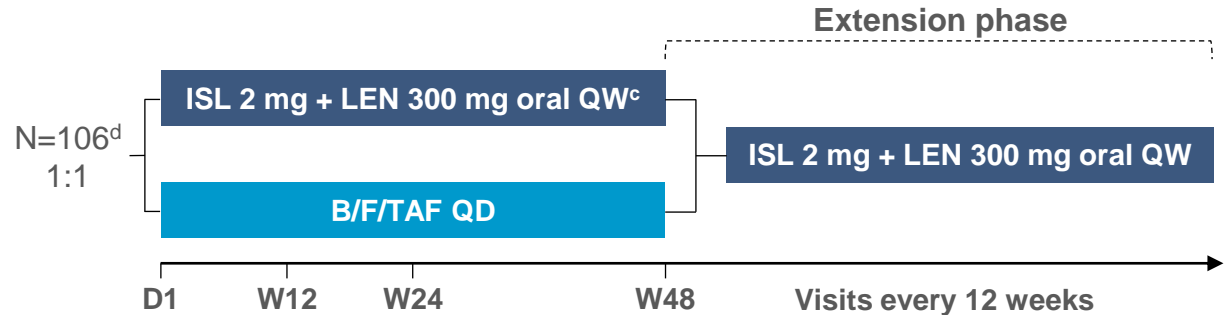 Extension phase
ISL 2 mg + LEN 300 mg oral QWᶜ
N=106ᵈ
1:1
ISL 2 mg + LEN 300 mg oral QW
B/F/TAF QD
D1 W12 W24 W48 Visits every 12 weeks